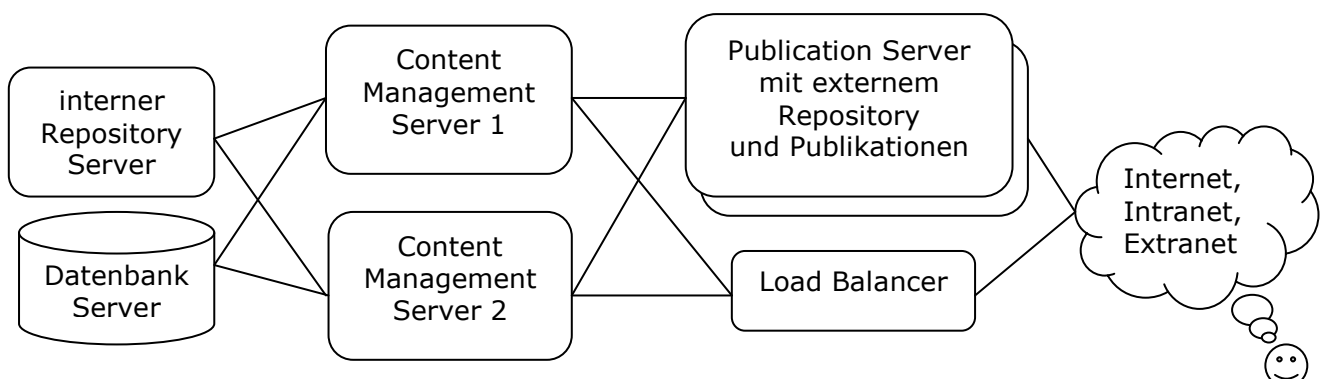 interner
Repository
Server
Datenbank
Server
Content
Management
Server 1
Content
Management
Server 2
Publication Server
mit externem
Repository
und Publikationen
Load Balancer
Internet,
Intranet,
Extranet